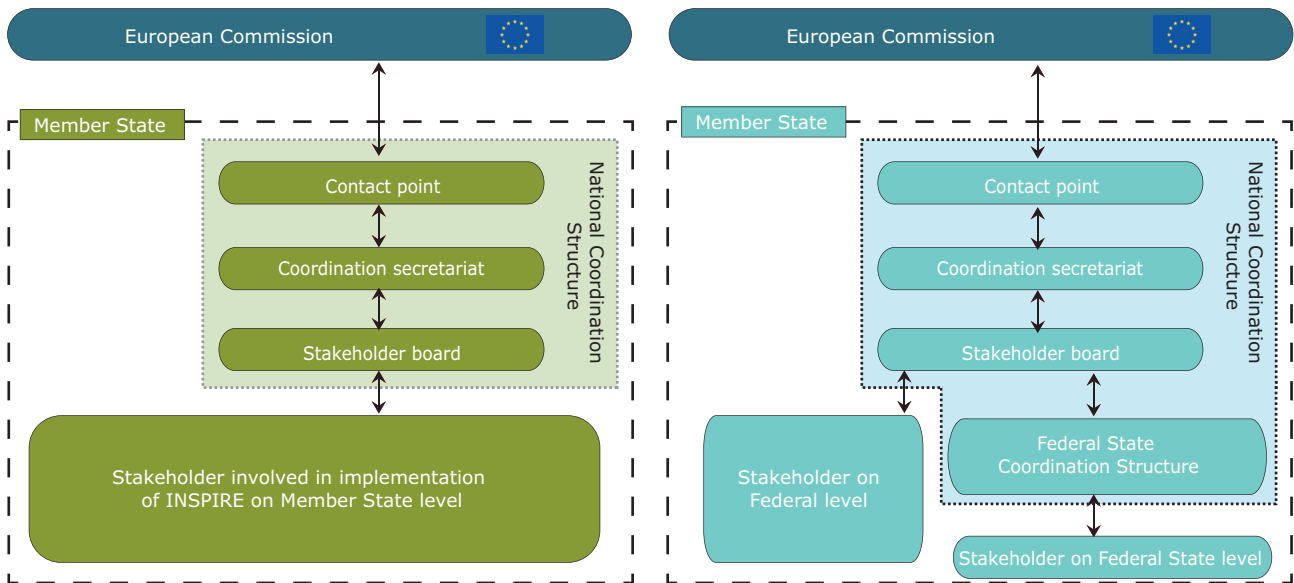 European Commission
Member State
Contact point
Coordination secretariat
Stakeholder board
National Coordination
Structure
Stakeholder involved in implementation
of INSPIRE on Member State level
European Commission
Member State
Contact point
Coordination secretariat
Stakeholder board
National Coordination
Structure
Stakeholder on
Federal level
Federal State
Coordination Structure
Stakeholder on Federal State level